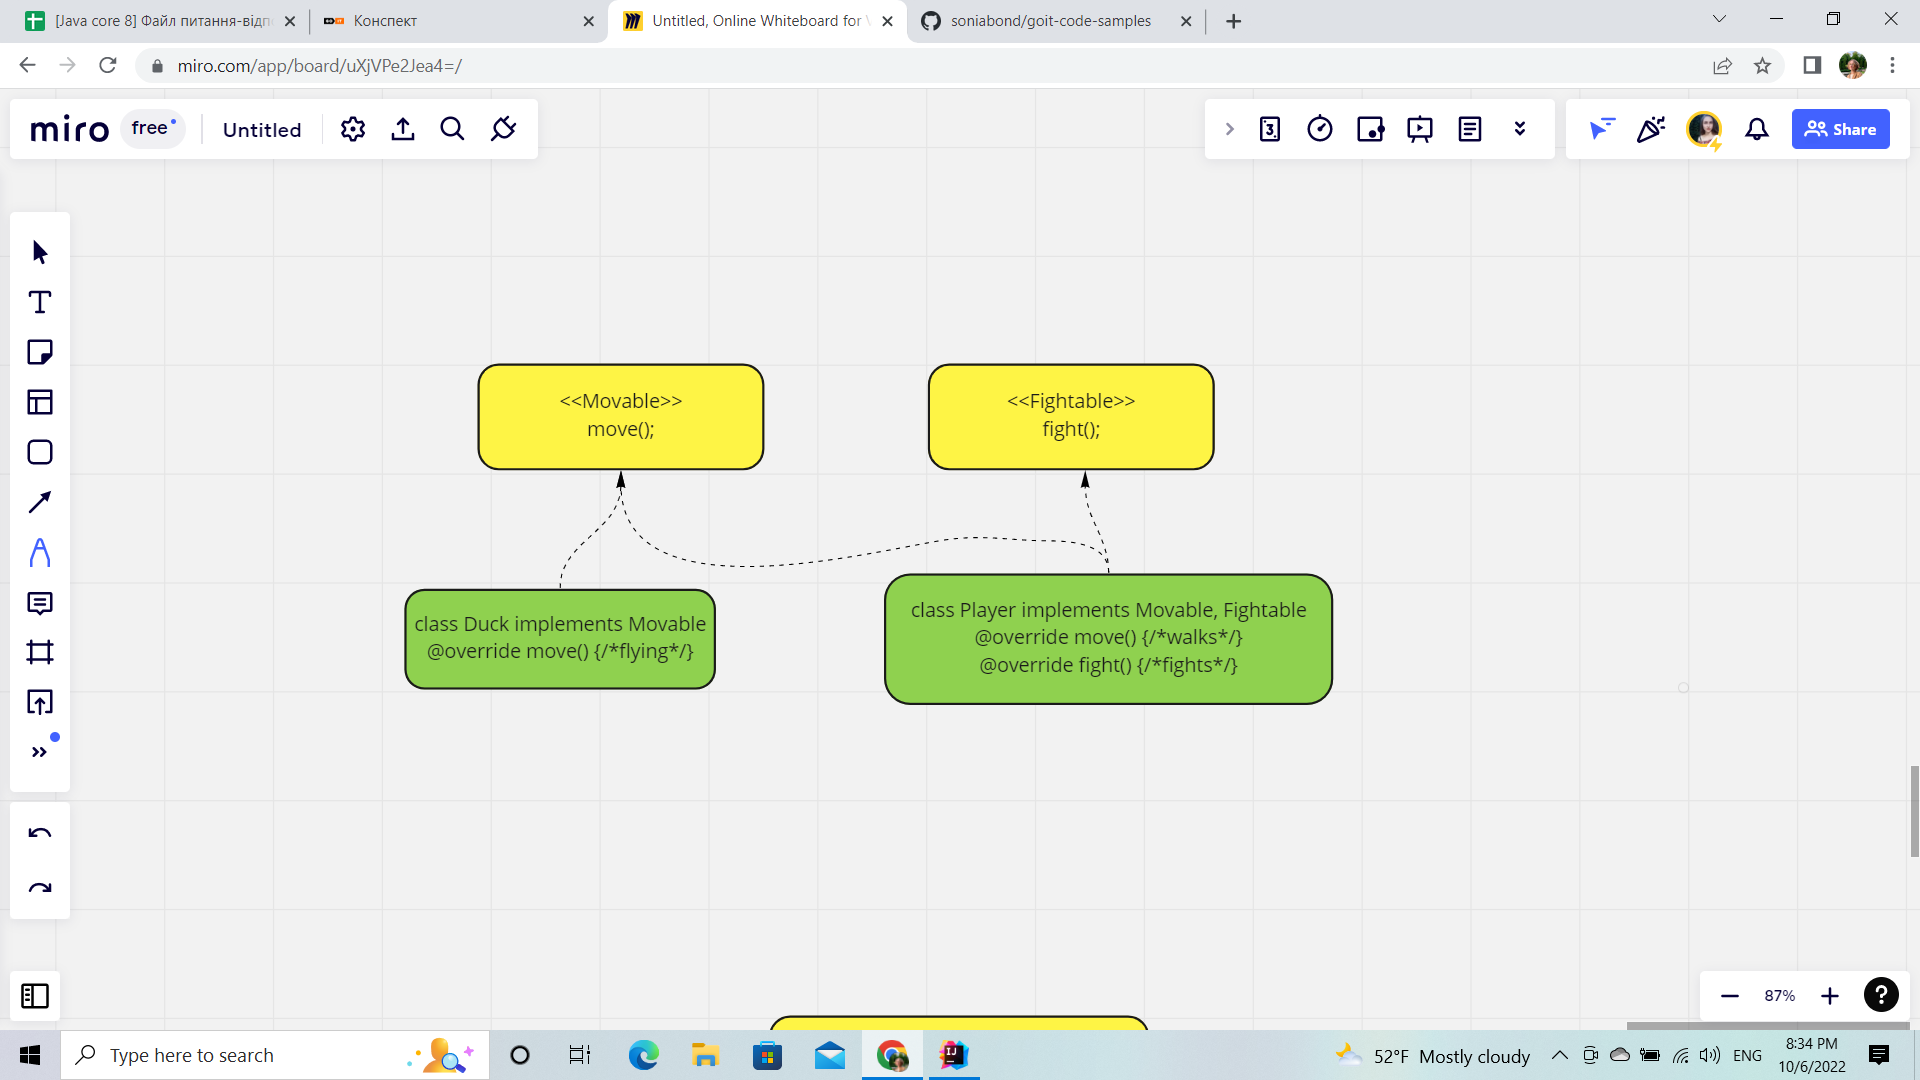 [Java core 8] Файл питання-відпо
Конспект
Untitled, Online Whiteboard for V
soniabond/goit-code-samples
miro.com/app/board/uXjVPe2Jea4=/
miro
free
Untitled
3
Share
<<Movable>>
move();
<<Fightable>>
fight();
class Duck implements Movable
@override move() {/*flying*/}
class Player implements Movable, Fightable
@override move() {/*walks*/}
@override fight() {/*fights*/}
87%
?
Type here to search
52°F Mostly cloudy
ENG
8:34 PM
10/6/2022